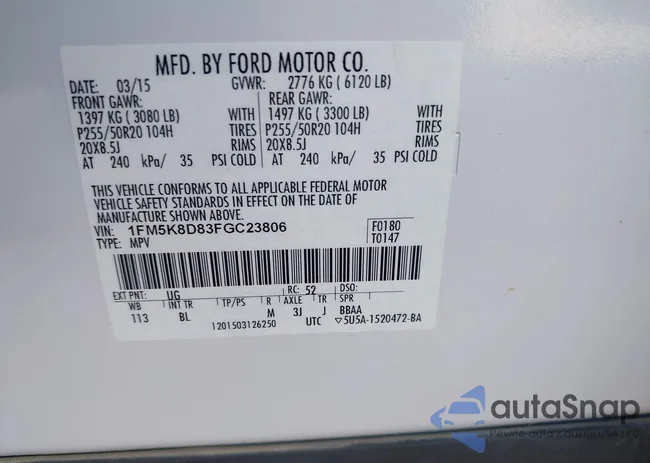 MFD. BY FORD MOTOR CO.
DATE: 03/15 GVWR: 2776 KG ( 6120 LB)
FRONT GAWR: REAR GAWR:
1397 KG ( 3080 LB) WITH 1497 KG ( 3300 LB) WITH
P255/50R20 104H TIRES P255/50R20 104H TIRES
20X8.5J RIMS 20X8.5J RIMS
AT 240 kPa/ 35 PSI COLD AT 240 kPa/ 35 PSI COLD
THIS VEHICLE CONFORMS TO ALL APPLICABLE FEDERAL MOTOR
VEHICLE SAFETY STANDARDS IN EFFECT ON THE DATE OF
MANUFACTURE SHOWN ABOVE.
VIN: 1FM5K8D83FGC23806 F0180
TYPE: MPV T0147
EXT PNT: UG RC: 52 DSO:
WB INT TR TP/PS R AXLE TR SPR
113 BL M 3J J BBAA
1201503126250 UTC ▽5U5A-1520472-BA
autaSnap